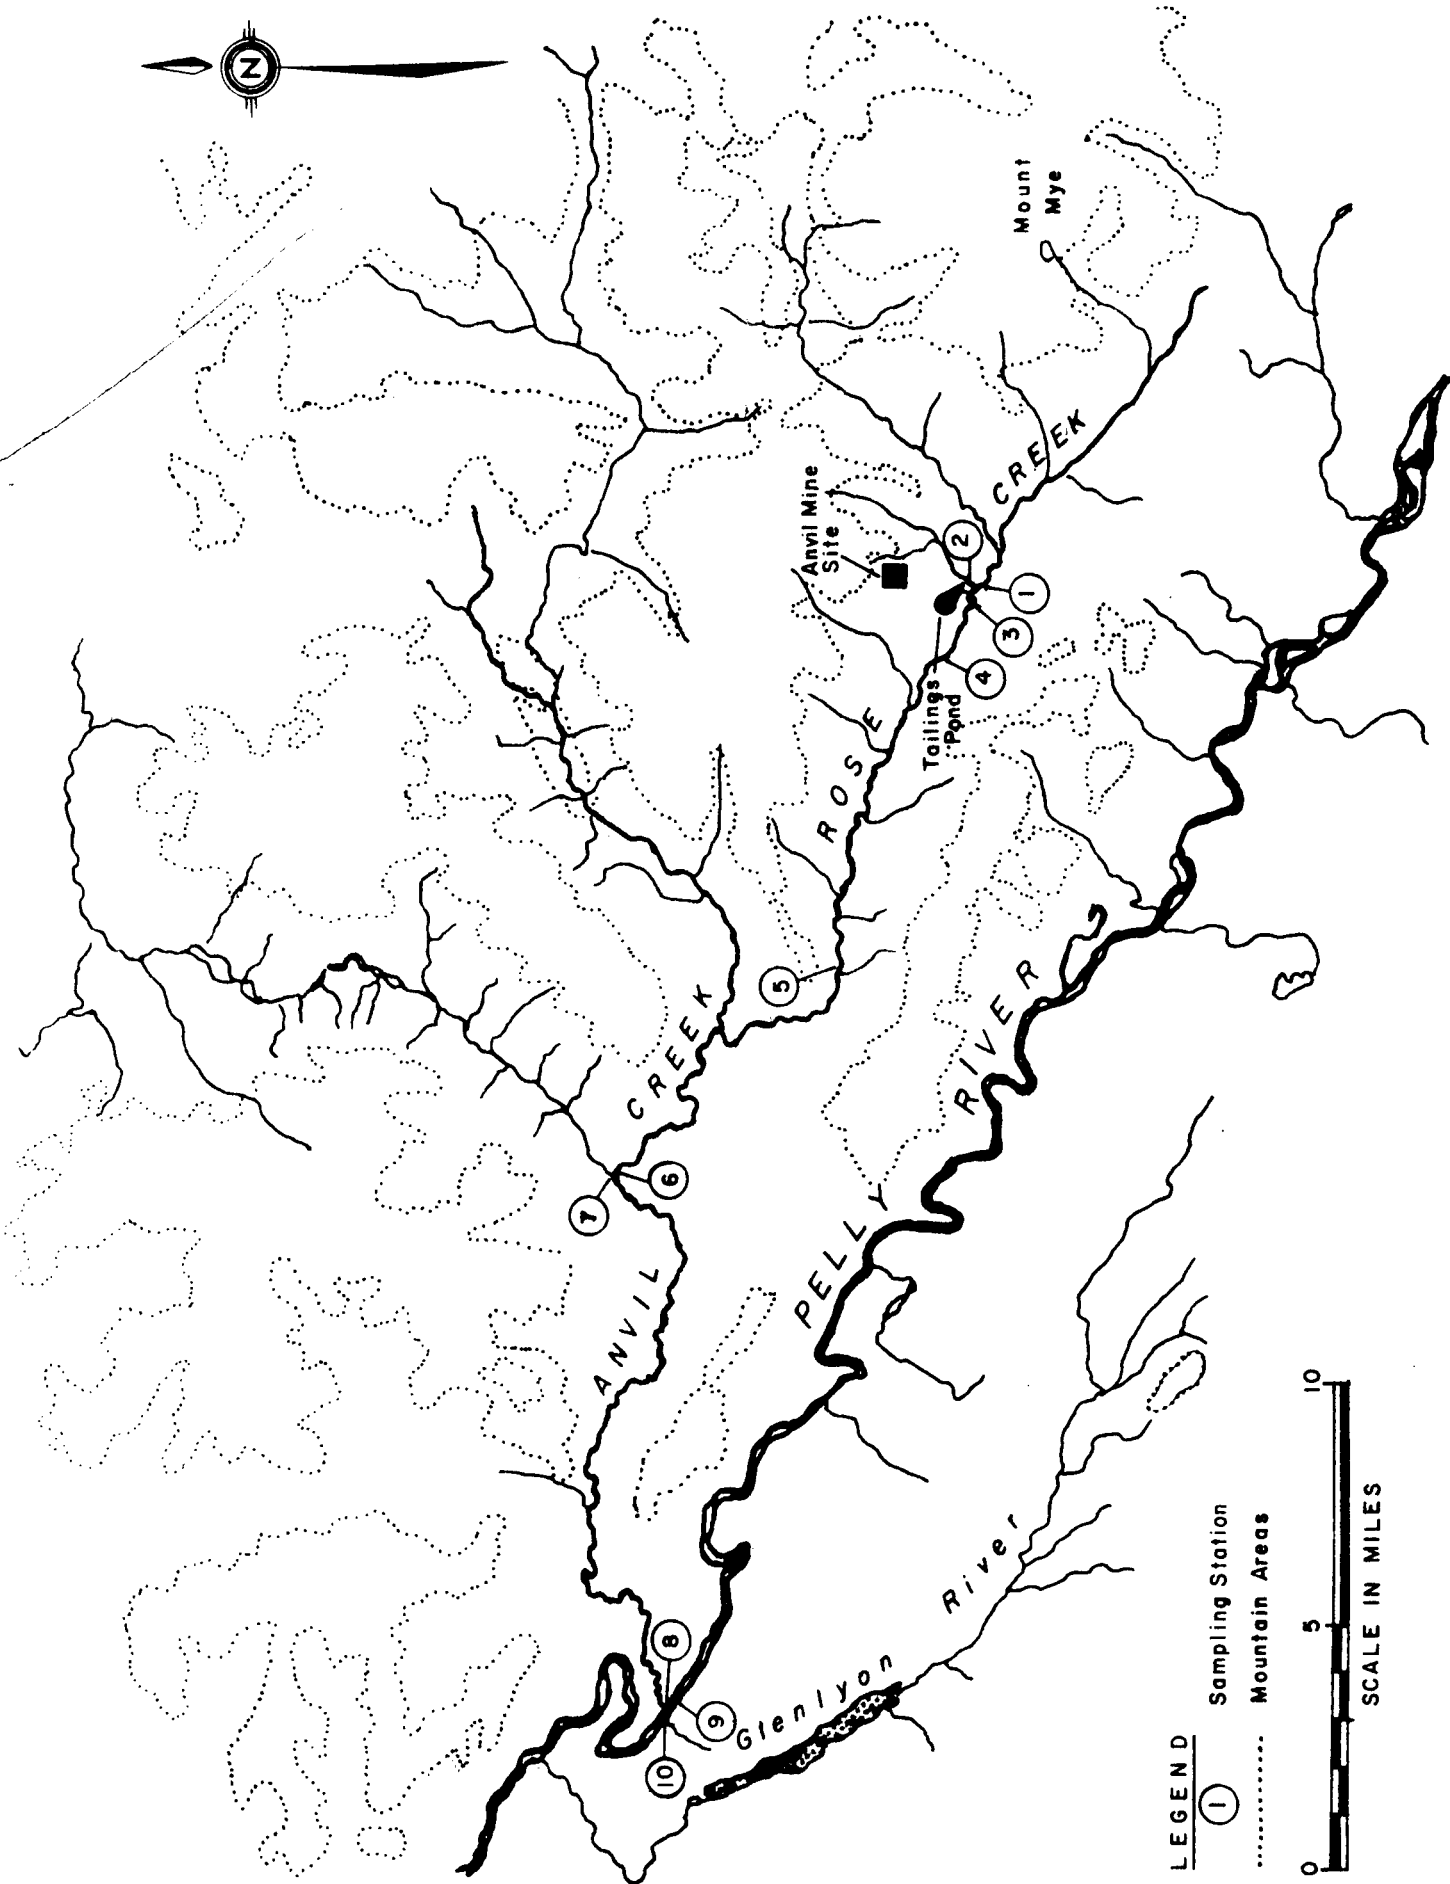 N
Mount
Mye
Anvil Mine
Site
CREEK
2
1
3
4
Tailings
Pond
ROSE
5
CREEK
6
7
ANVIL
PELLY RIVER
8
9
10
Glenlyon River
LEGEND
1 Sampling Station
Mountain Areas
0 5 10
SCALE IN MILES